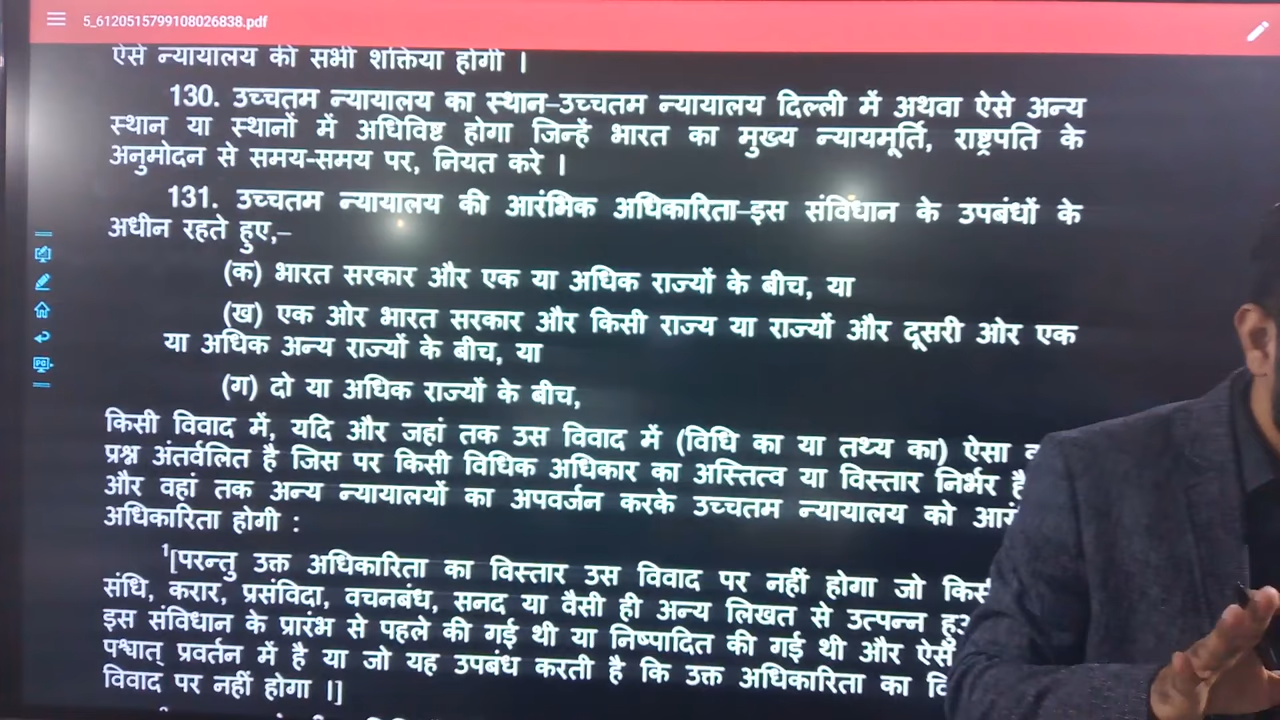 5_6120515799108026838.pdf
ऐसे न्यायालय की सभी शक्तियां होंगी ।
130. उच्चतम न्यायालय का स्थान–उच्चतम न्यायालय दिल्ली में अथवा ऐसे अन्य
स्थान या स्थानों में अधिविष्ट होगा जिन्हें भारत का मुख्य न्यायमूर्ति, राष्ट्रपति के
अनुमोदन से समय-समय पर, नियत करे ।
131. उच्चतम न्यायालय की आरंभिक अधिकारिता–इस संविधान के उपबंधों के
अधीन रहते हुए,–
(क) भारत सरकार और एक या अधिक राज्यों के बीच, या
(ख) एक ओर भारत सरकार और किसी राज्य या राज्यों और दूसरी ओर एक
या अधिक अन्य राज्यों के बीच, या
(ग) दो या अधिक राज्यों के बीच,
किसी विवाद में, यदि और जहां तक उस विवाद में (विधि का या तथ्य का) ऐसा
प्रश्न अंतर्वलित है जिस पर किसी विधिक अधिकार का अस्तित्व या विस्तार निर्भर
और वहां तक अन्य न्यायालयों का अपवर्जन करके उच्चतम न्यायालय को
अधिकारिता होगी :
¹[परन्तु उक्त अधिकारिता का विस्तार उस विवाद पर नहीं होगा जो
संधि, करार, प्रसंविदा, वचनबंध, सनद या वैसी ही अन्य लिखत से उत्पन्न
इस संविधान के प्रारंभ से पहले की गई थी या निष्पादित की गई थी और
पश्चात् प्रवर्तन में है या जो यह उपबंध करती है कि उक्त अधिकारिता का
विवाद पर नहीं होगा ।]